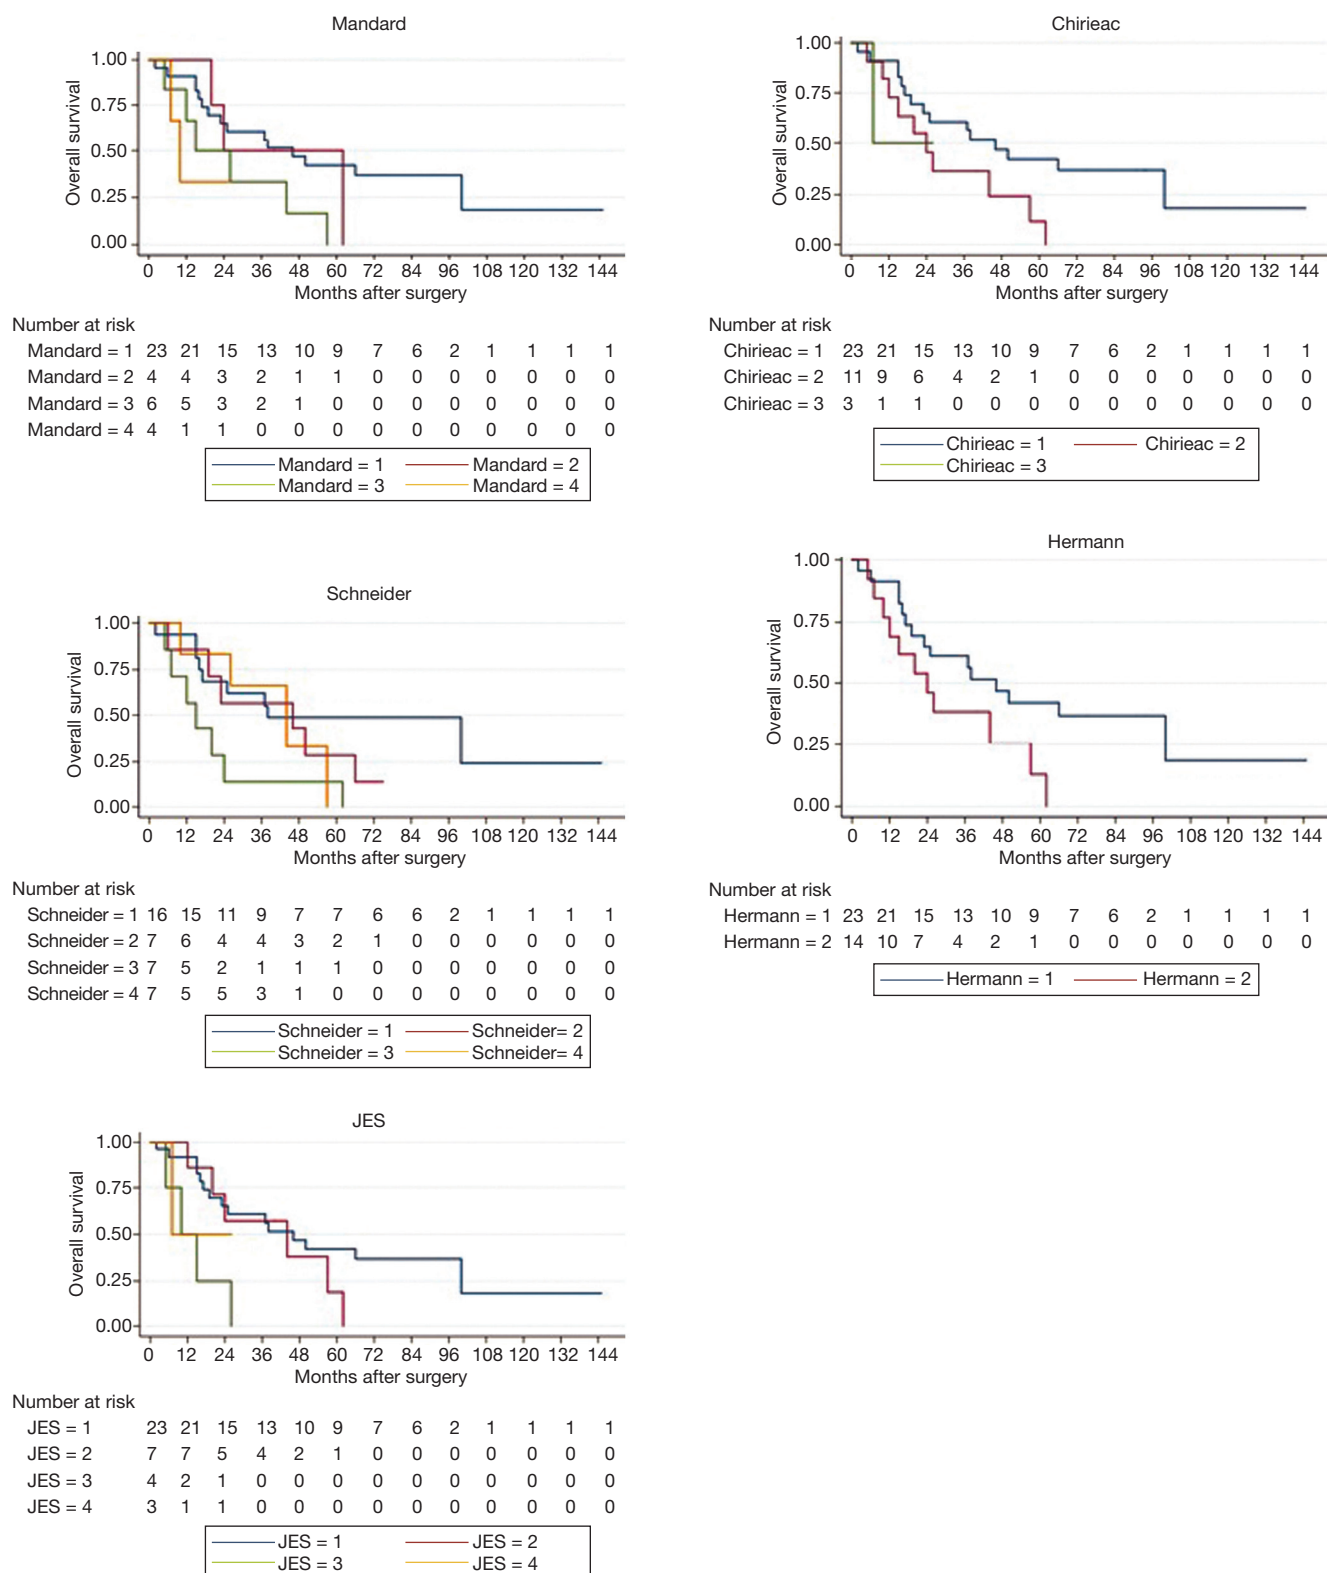 Mandard
Overall survival
1.00
0.75
0.50
0.25
0.00
0 12 24 36 48 60 72 84 96 108 120 132 144
Months after surgery
Number at risk
Mandard = 1 23 21 15 13 10 9 7 6 2 1 1 1 1
Mandard = 2 4 4 3 2 1 1 0 0 0 0 0 0 0
Mandard = 3 6 5 3 2 1 0 0 0 0 0 0 0 0
Mandard = 4 4 1 1 0 0 0 0 0 0 0 0 0 0
Mandard = 1 Mandard = 2
Mandard = 3 Mandard = 4
Chirieac
Overall survival
1.00
0.75
0.50
0.25
0.00
0 12 24 36 48 60 72 84 96 108 120 132 144
Months after surgery
Number at risk
Chirieac = 1 23 21 15 13 10 9 7 6 2 1 1 1 1
Chirieac = 2 11 9 6 4 2 1 0 0 0 0 0 0 0
Chirieac = 3 3 1 1 0 0 0 0 0 0 0 0 0 0
Chirieac = 1 Chirieac = 2
Chirieac = 3
Schneider
Overall survival
1.00
0.75
0.50
0.25
0.00
0 12 24 36 48 60 72 84 96 108 120 132 144
Months after surgery
Number at risk
Schneider = 1 16 15 11 9 7 7 6 6 2 1 1 1 1
Schneider = 2 7 6 4 4 3 2 1 0 0 0 0 0 0
Schneider = 3 7 5 2 1 1 1 0 0 0 0 0 0 0
Schneider = 4 7 5 5 3 1 0 0 0 0 0 0 0 0
Schneider = 1 Schneider= 2
Schneider = 3 Schneider= 4
Hermann
Overall survival
1.00
0.75
0.50
0.25
0.00
0 12 24 36 48 60 72 84 96 108 120 132 144
Months after surgery
Number at risk
Hermann = 1 23 21 15 13 10 9 7 6 2 1 1 1 1
Hermann = 2 14 10 7 4 2 1 0 0 0 0 0 0 0
Hermann = 1 Hermann = 2
JES
Overall survival
1.00
0.75
0.50
0.25
0.00
0 12 24 36 48 60 72 84 96 108 120 132 144
Months after surgery
Number at risk
JES = 1 23 21 15 13 10 9 7 6 2 1 1 1 1
JES = 2 7 7 5 4 2 1 0 0 0 0 0 0 0
JES = 3 4 2 1 0 0 0 0 0 0 0 0 0 0
JES = 4 3 1 1 0 0 0 0 0 0 0 0 0 0
JES = 1 JES = 2
JES = 3 JES = 4